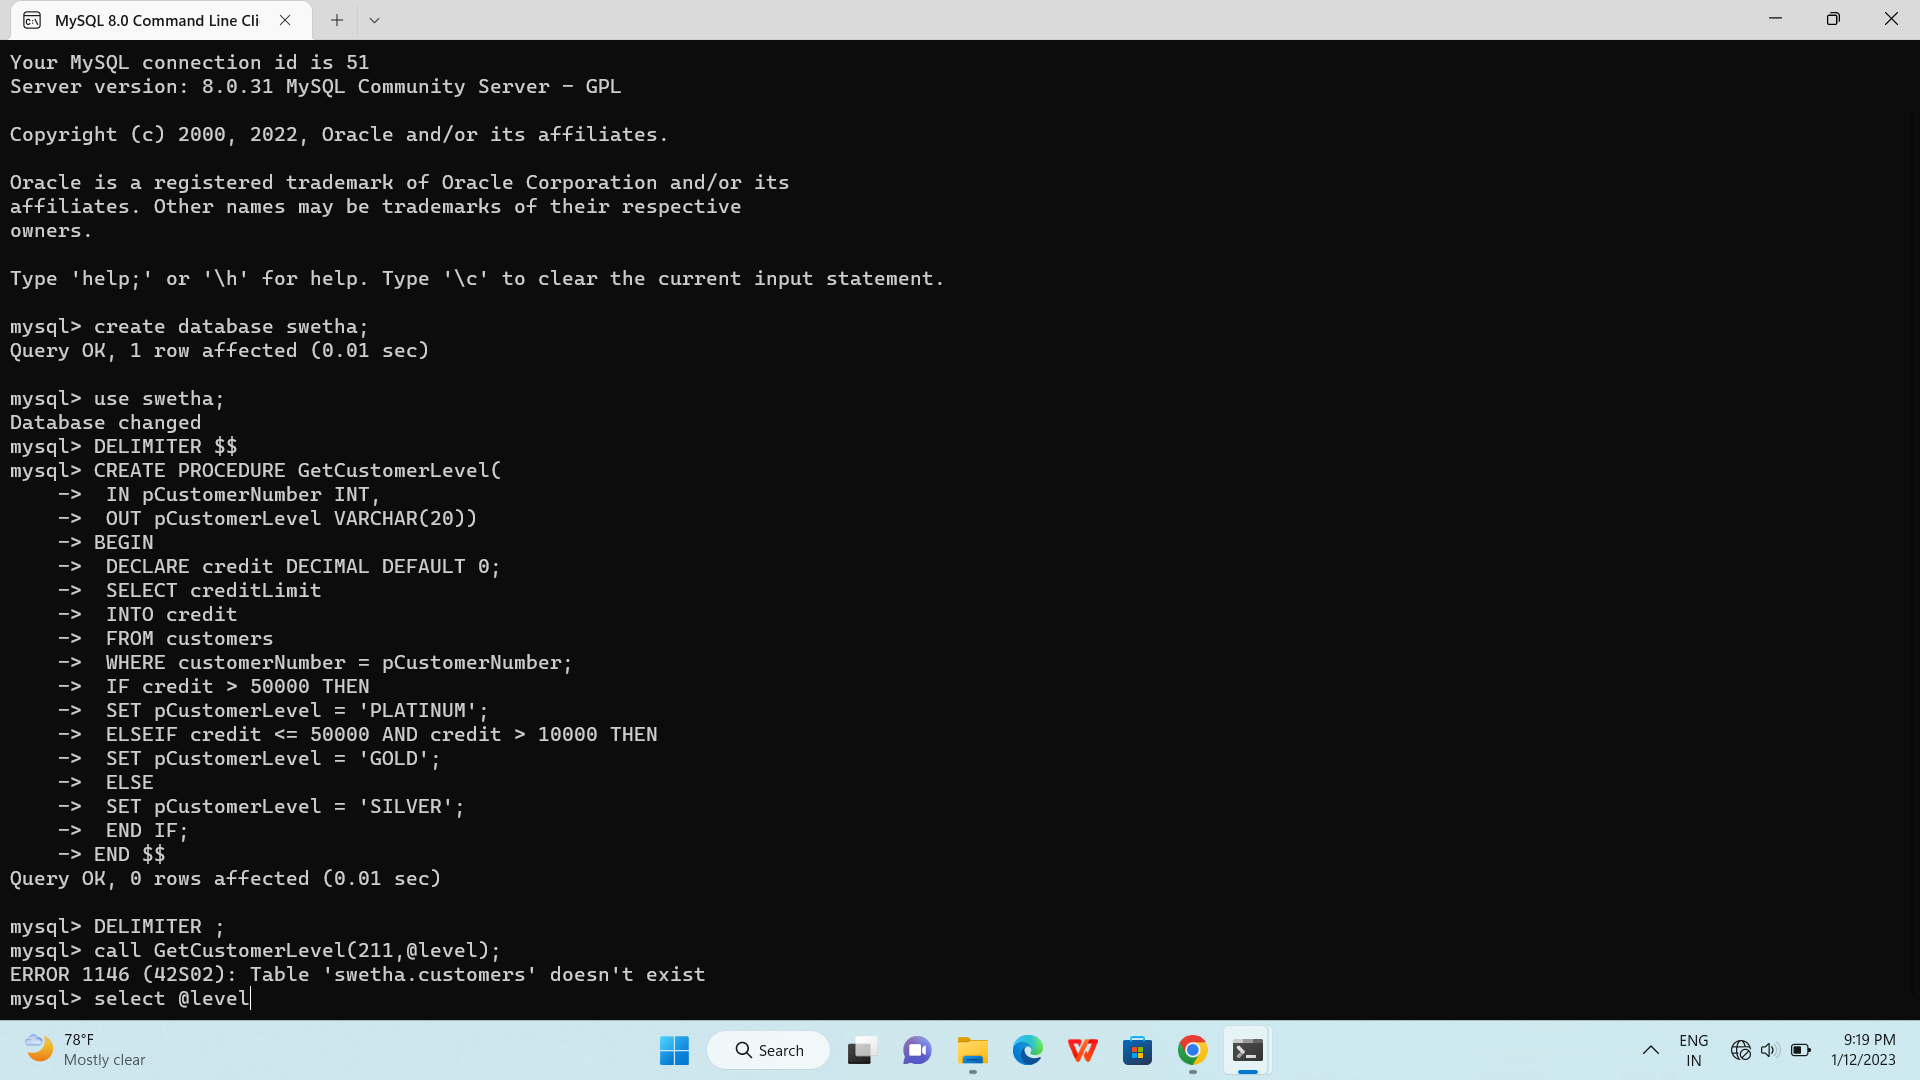 MySQL 8.0 Command Line Cli
Your MySQL connection id is 51
Server version: 8.0.31 MySQL Community Server - GPL
Copyright (c) 2000, 2022, Oracle and/or its affiliates.
Oracle is a registered trademark of Oracle Corporation and/or its
affiliates. Other names may be trademarks of their respective
owners.
Type 'help;' or '\h' for help. Type '\c' to clear the current input statement.
mysql> create database swetha;
Query OK, 1 row affected (0.01 sec)
mysql> use swetha;
Database changed
mysql> DELIMITER $$
mysql> CREATE PROCEDURE GetCustomerLevel(
    ->  IN pCustomerNumber INT,
    ->  OUT pCustomerLevel VARCHAR(20))
    -> BEGIN
    ->  DECLARE credit DECIMAL DEFAULT 0;
    ->  SELECT creditLimit
    ->  INTO credit
    ->  FROM customers
    ->  WHERE customerNumber = pCustomerNumber;
    ->  IF credit > 50000 THEN
    ->  SET pCustomerLevel = 'PLATINUM';
    ->  ELSEIF credit <= 50000 AND credit > 10000 THEN
    ->  SET pCustomerLevel = 'GOLD';
    ->  ELSE
    ->  SET pCustomerLevel = 'SILVER';
    ->  END IF;
    -> END $$
Query OK, 0 rows affected (0.01 sec)
mysql> DELIMITER ;
mysql> call GetCustomerLevel(211,@level);
ERROR 1146 (42S02): Table 'swetha.customers' doesn't exist
mysql> select @level
78°F
Mostly clear
Search
ENG
IN
9:19 PM
1/12/2023